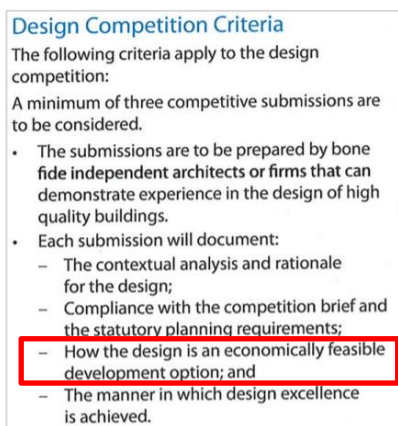 Design Competition Criteria
The following criteria apply to the design
competition:
A minimum of three competitive submissions are
to be considered.
• The submissions are to be prepared by bone
fide independent architects or firms that can
demonstrate experience in the design of high
quality buildings.
• Each submission will document:
– The contextual analysis and rationale
for the design;
– Compliance with the competition brief and
the statutory planning requirements;
– How the design is an economically feasible
development option; and
– The manner in which design excellence
is achieved.